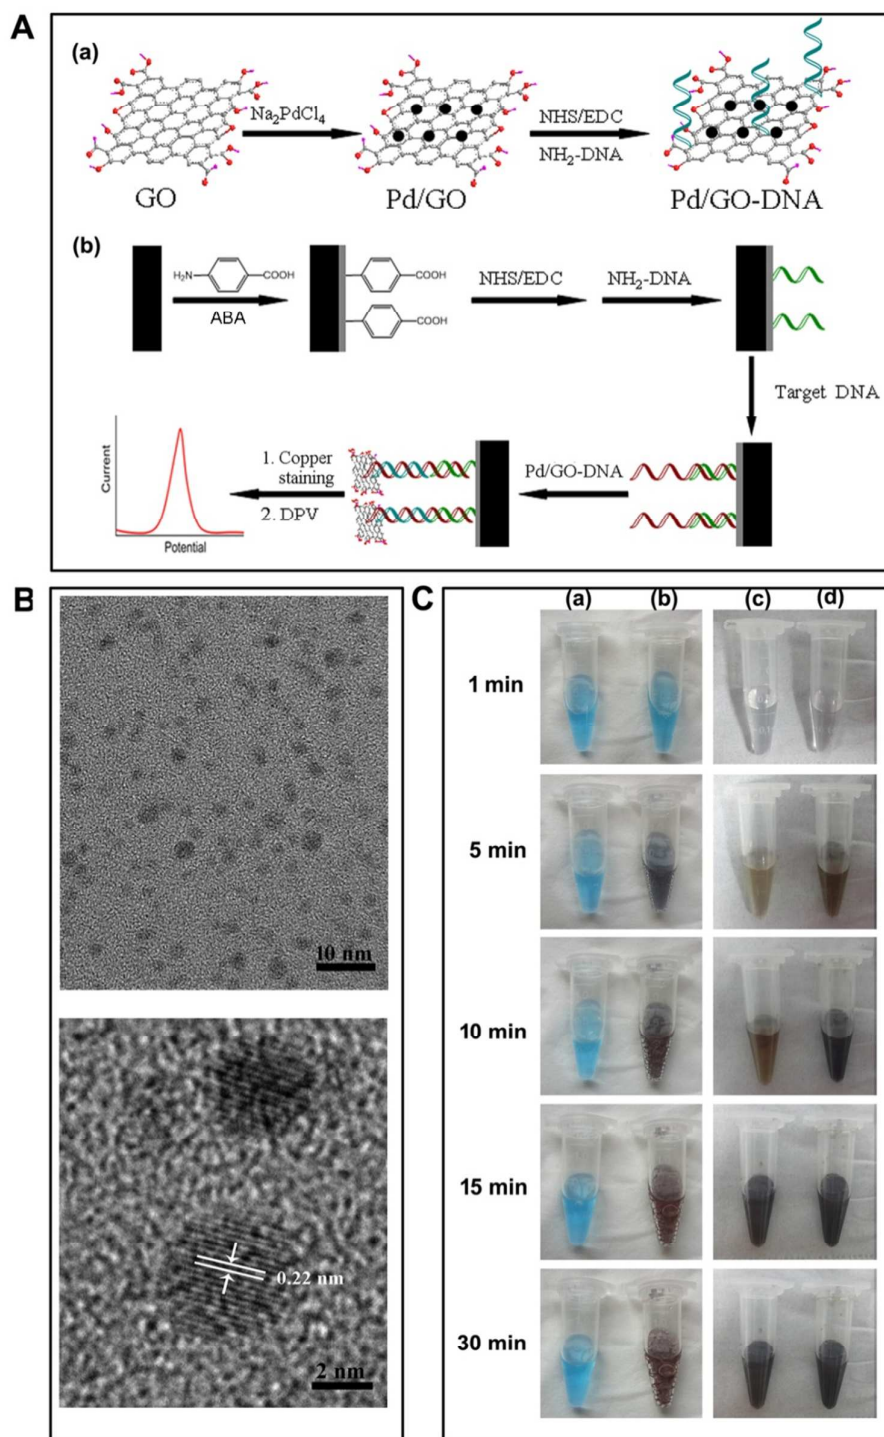 A
(a)
Na2PdCl4
NHS/EDC
NH2-DNA
GO
Pd/GO
Pd/GO-DNA
(b)
H2N
COOH
ABA
COOH
COOH
NHS/EDC
NH2-DNA
Target DNA
Current
Potential
1. Copper
staining
2. DPV
Pd/GO-DNA
B
10 nm
0.22 nm
2 nm
C
(a) (b) (c) (d)
1 min
5 min
10 min
15 min
30 min